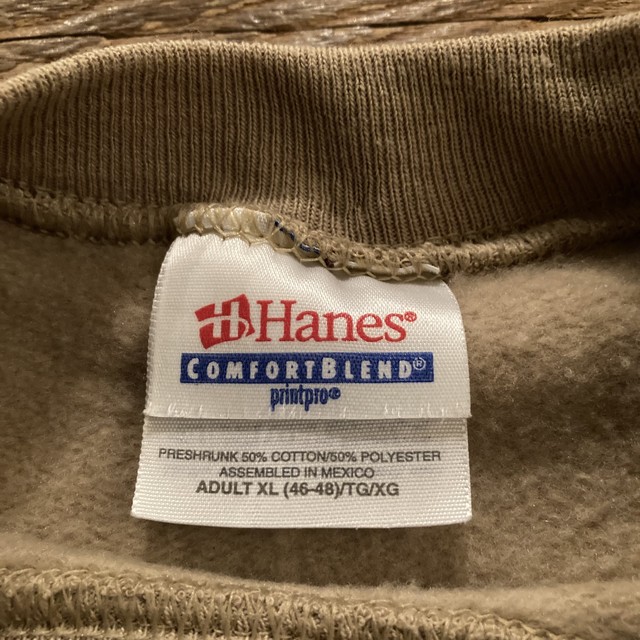 H Hanes®
COMFORTBLEND®
printpro®
PRESHRUNK 50% COTTON/50% POLYESTER
ASSEMBLED IN MEXICO
ADULT XL (46-48)/TG/XG